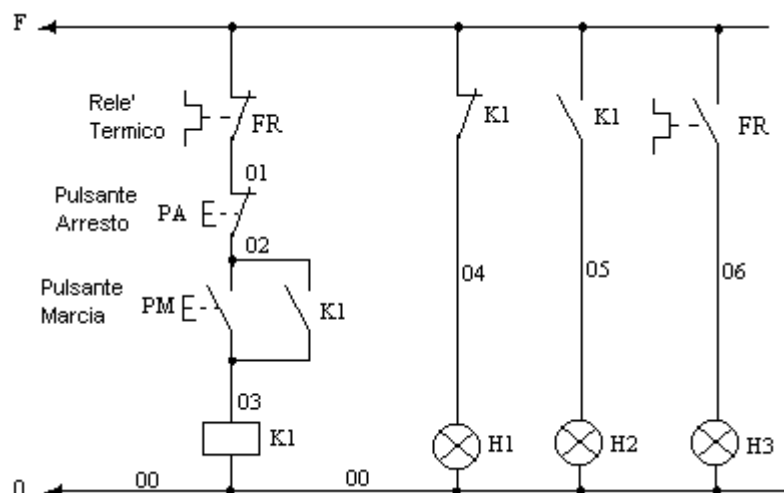 F
Rele'
Termico
FR
K1
K1
FR
01
Pulsante
Arresto
PA
02
04
05
06
Pulsante
Marcia
PM
K1
03
K1
H1
H2
H3
0
00
00